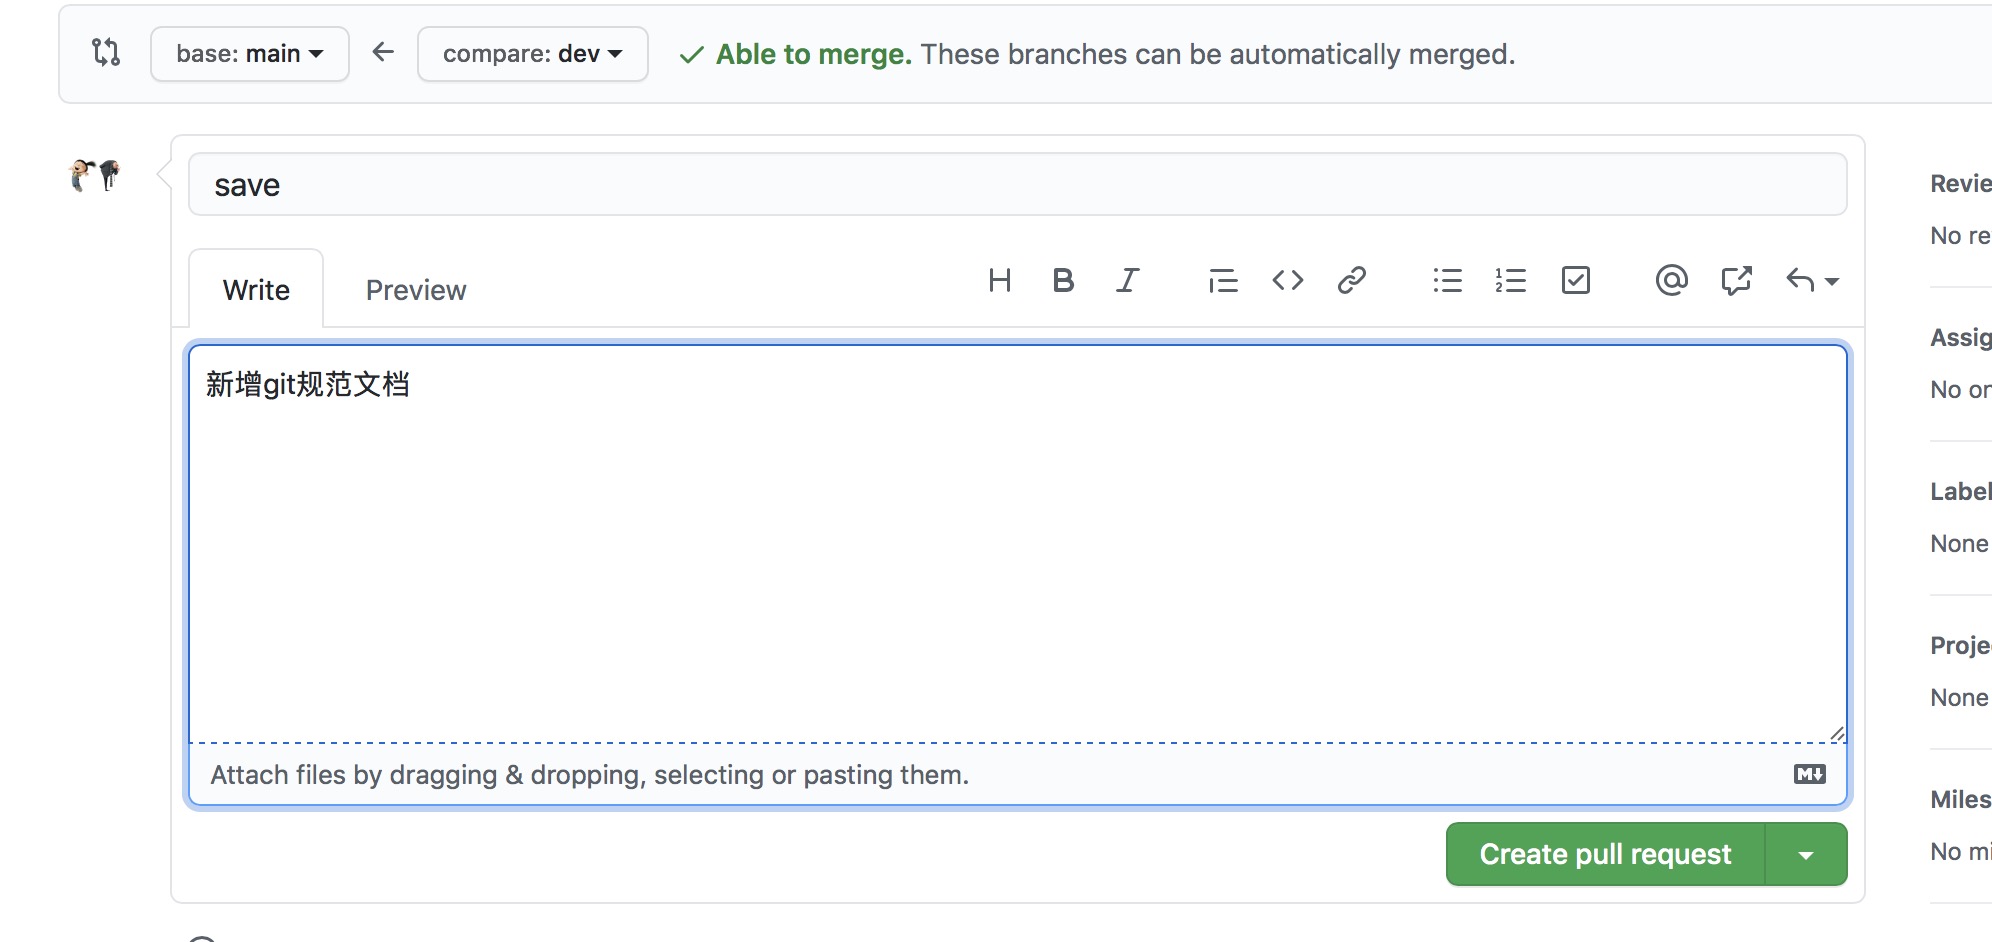 base: main compare: dev Able to merge. These branches can be automatically merged.
save
Write Preview
新增git规范文档
Attach files by dragging & dropping, selecting or pasting them.
Create pull request
Revie
No re
Assig
No on
Label
None
Proje
None
Miles
No mi